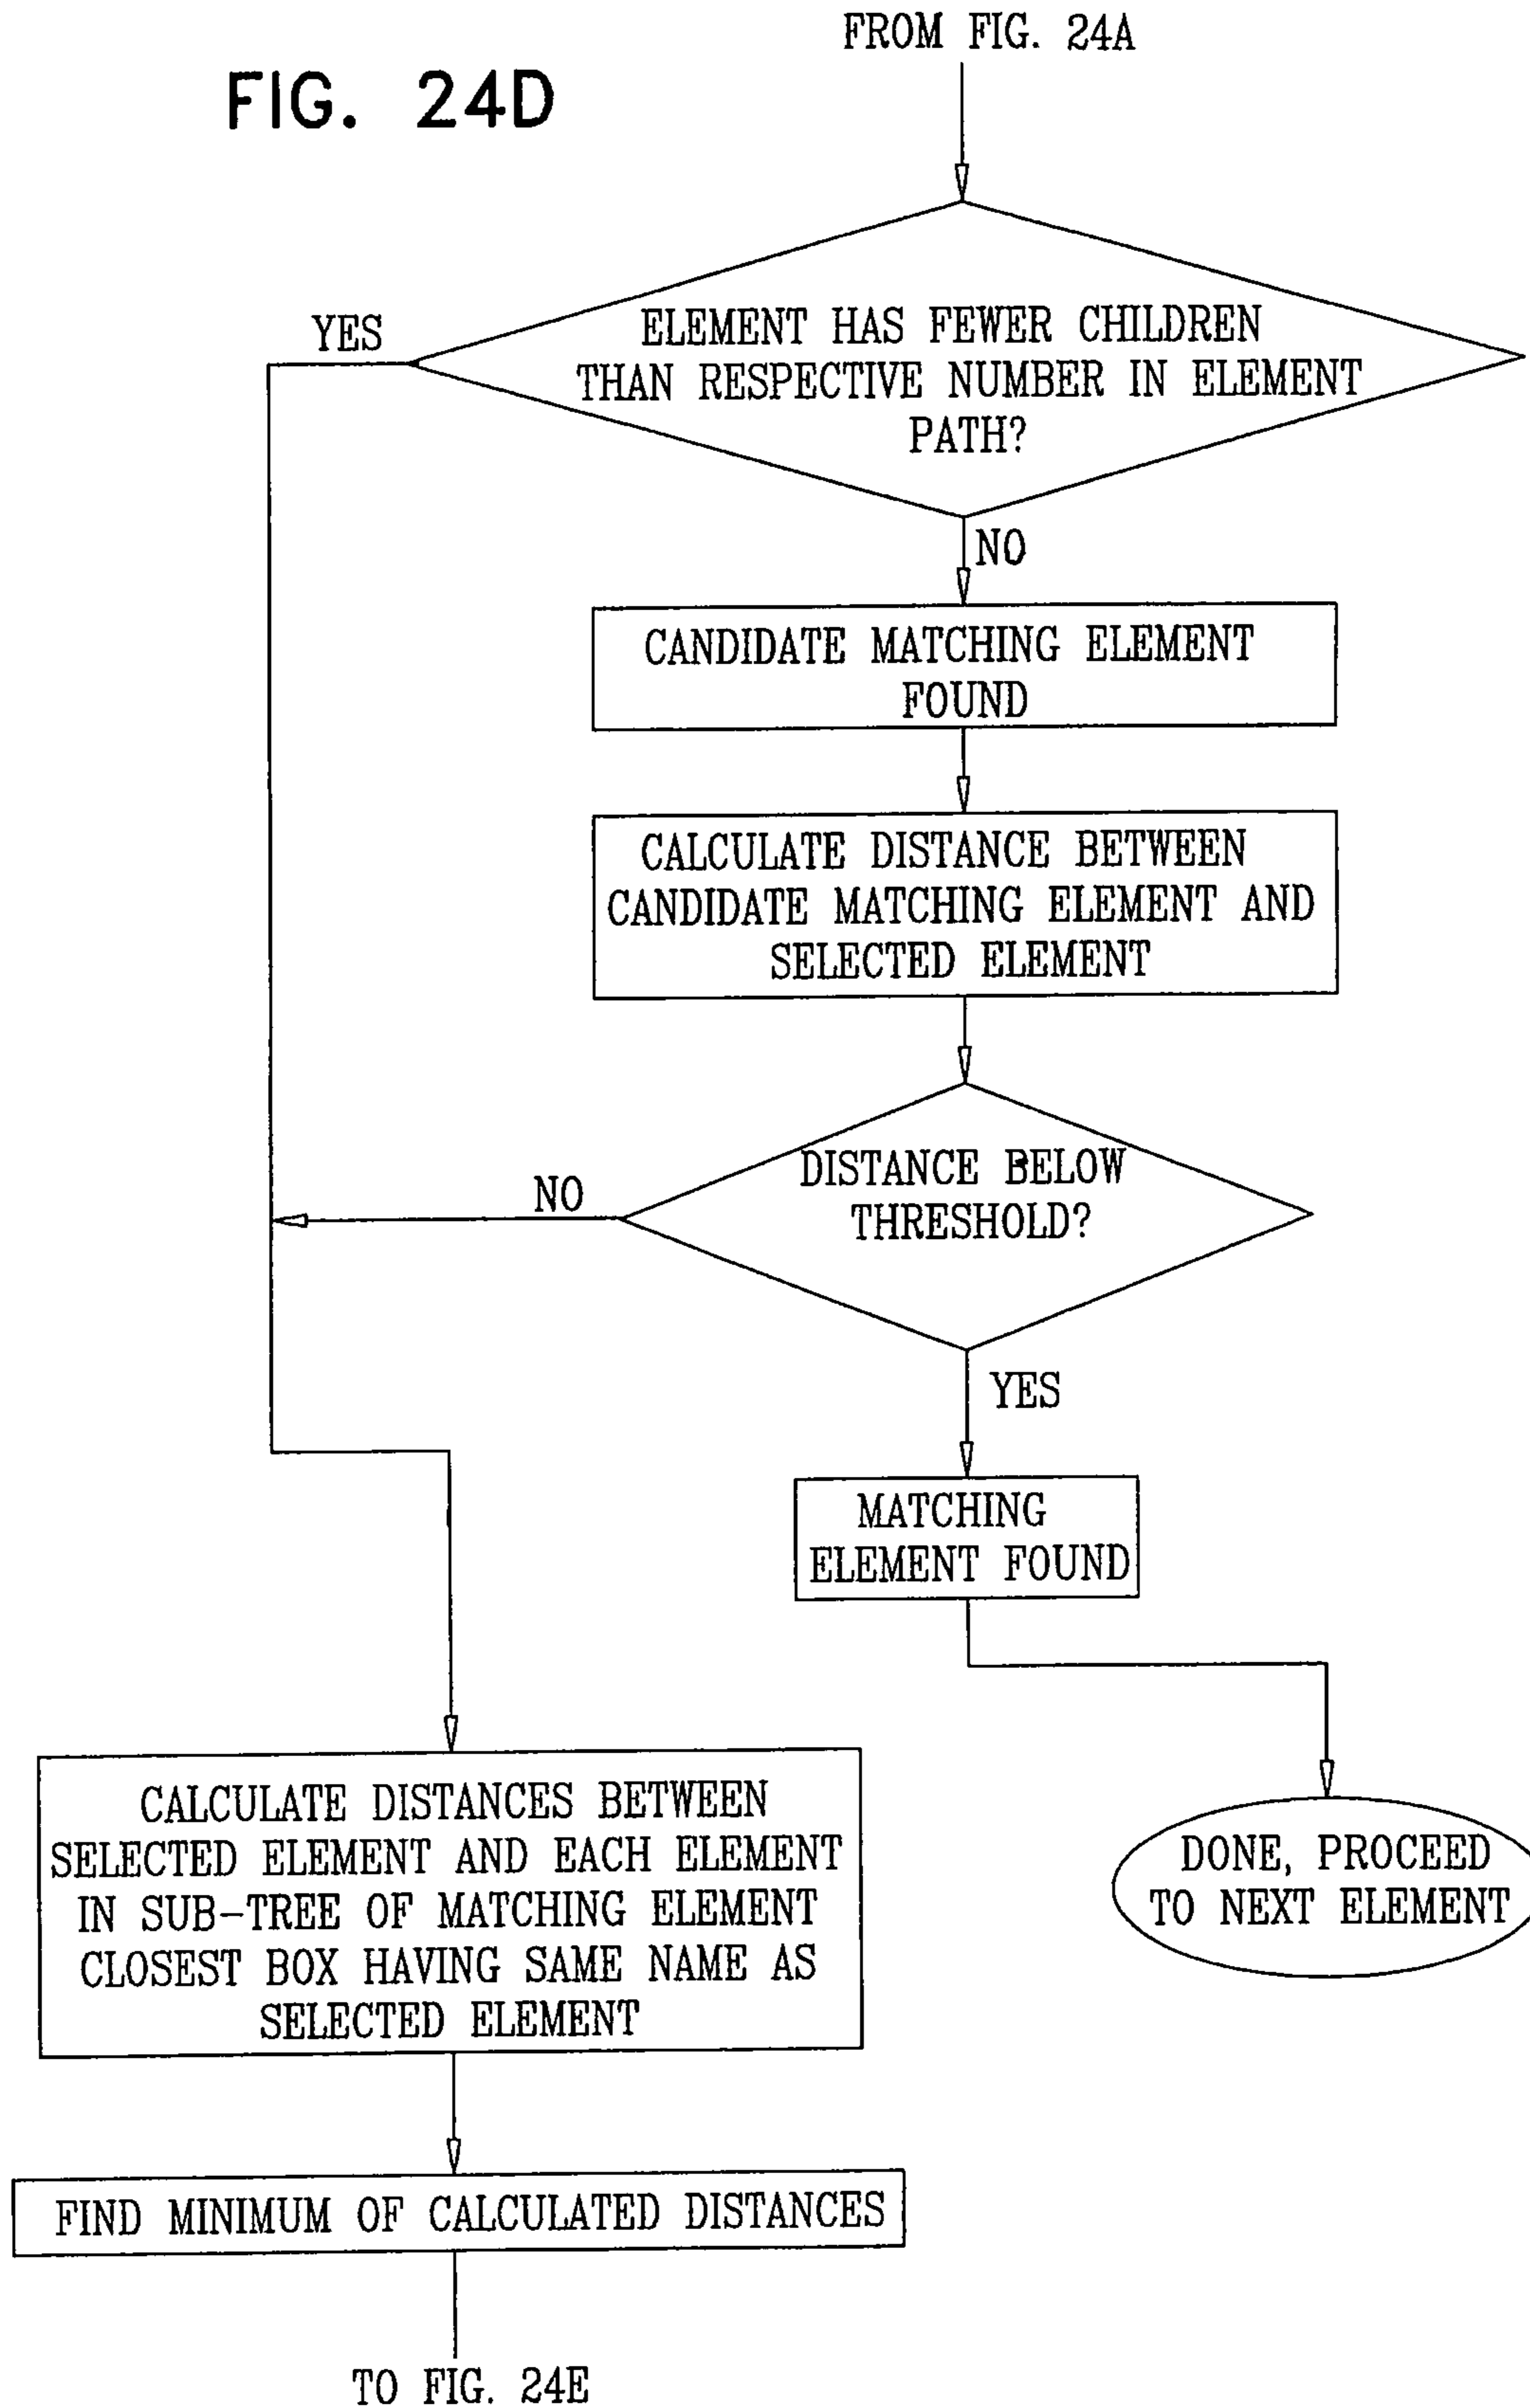 FROM FIG. 24A
FIG. 24D
ELEMENT HAS FEWER CHILDREN
THAN RESPECTIVE NUMBER IN ELEMENT
PATH?
YES
NO
CANDIDATE MATCHING ELEMENT
FOUND
CALCULATE DISTANCE BETWEEN
CANDIDATE MATCHING ELEMENT AND
SELECTED ELEMENT
DISTANCE BELOW
THRESHOLD?
NO
YES
MATCHING
ELEMENT FOUND
DONE, PROCEED
TO NEXT ELEMENT
CALCULATE DISTANCES BETWEEN
SELECTED ELEMENT AND EACH ELEMENT
IN SUB-TREE OF MATCHING ELEMENT
CLOSEST BOX HAVING SAME NAME AS
SELECTED ELEMENT
FIND MINIMUM OF CALCULATED DISTANCES
TO FIG. 24E